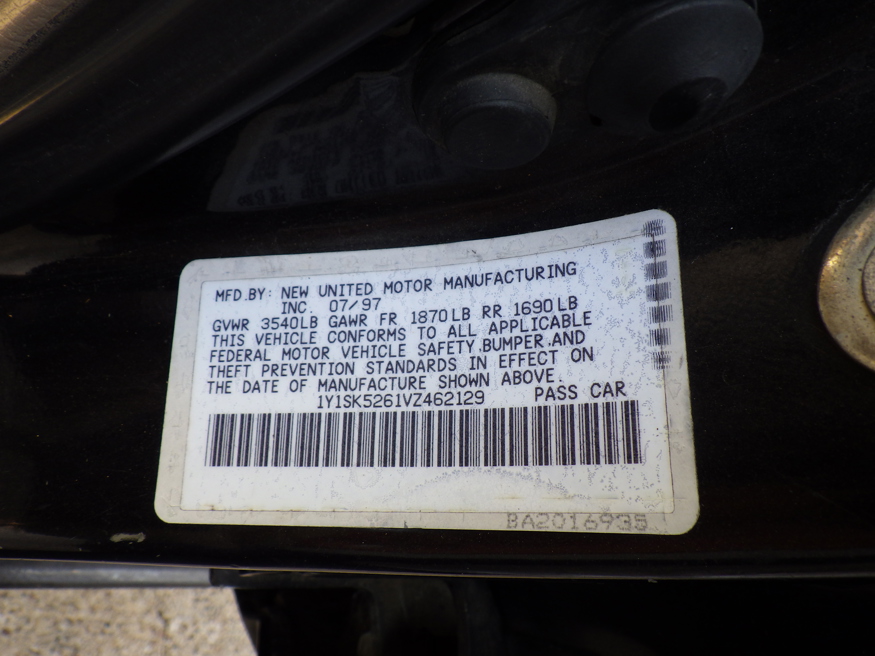 MFD.BY: NEW UNITED MOTOR MANUFACTURING
INC. 07/97
GVWR 3540LB GAWR FR 1870LB RR 1690LB
THIS VEHICLE CONFORMS TO ALL APPLICABLE
FEDERAL MOTOR VEHICLE SAFETY,BUMPER,AND
THEFT PREVENTION STANDARDS IN EFFECT ON
THE DATE OF MANUFACTURE SHOWN ABOVE.
1Y1SK5261VZ462129 PASS CAR
BA2016935